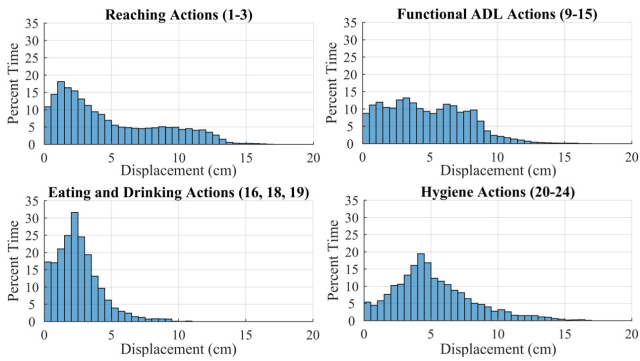 Reaching Actions (1-3)
Percent Time
35
30
25
20
15
10
5
0
0 5 10 15 20
Displacement (cm)
Functional ADL Actions (9-15)
Percent Time
35
30
25
20
15
10
5
0
0 5 10 15 20
Displacement (cm)
Eating and Drinking Actions (16, 18, 19)
Percent Time
35
30
25
20
15
10
5
0
0 5 10 15 20
Displacement (cm)
Hygiene Actions (20-24)
Percent Time
35
30
25
20
15
10
5
0
0 5 10 15 20
Displacement (cm)